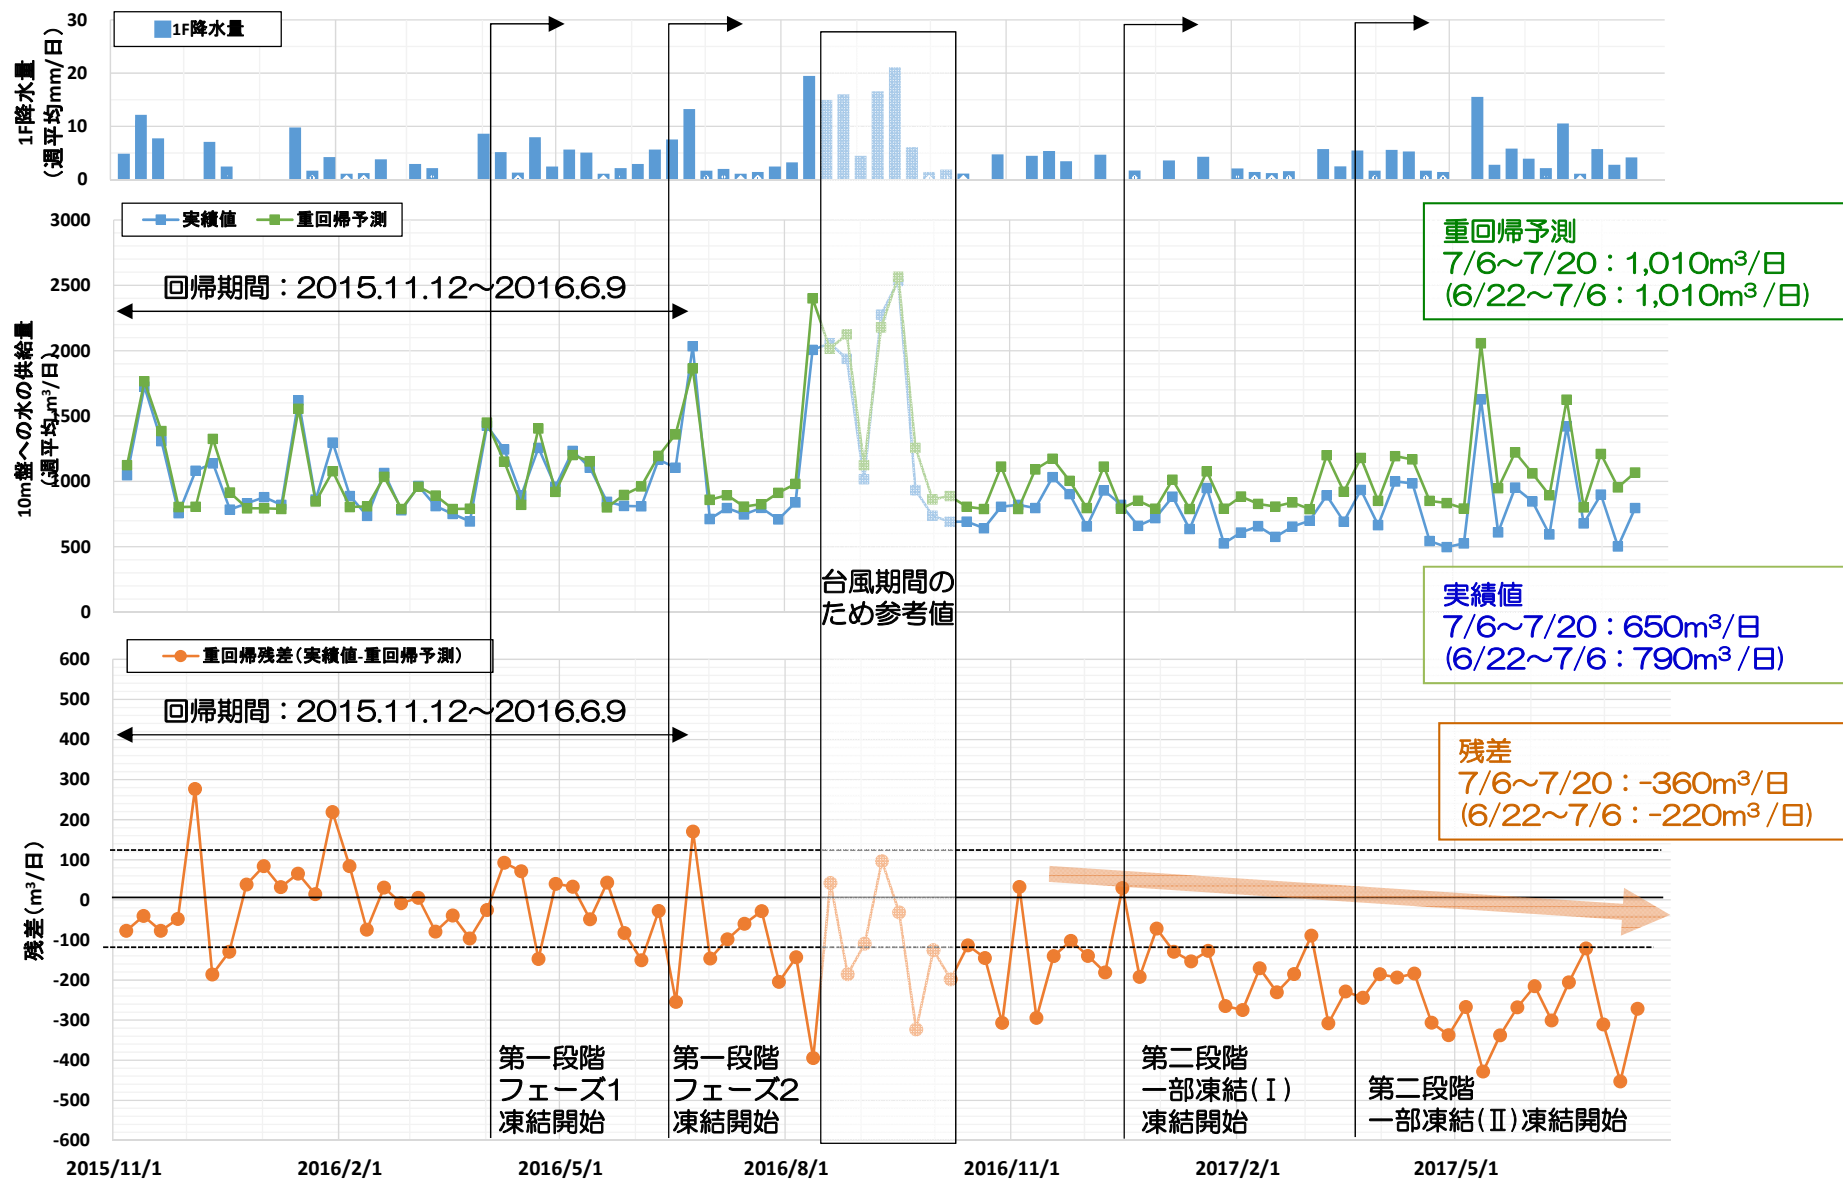 1F降水量
30
20
10
0
1F降水量
（週平均mm/日）
実績値 重回帰予測
3000
2500
2000
1500
1000
500
0
10m盤への水の供給量
（週平均 m³/日）
回帰期間：2015.11.12～2016.6.9
台風期間の
ため参考値
重回帰予測
7/6～7/20：1,010m³/日
(6/22～7/6：1,010m³/日)
実績値
7/6～7/20：650m³/日
(6/22～7/6：790m³/日)
重回帰残差(実績値-重回帰予測)
600
500
400
300
200
100
0
-100
-200
-300
-400
-500
-600
残差(m³/日)
回帰期間：2015.11.12～2016.6.9
残差
7/6～7/20：-360m³/日
(6/22～7/6：-220m³/日)
第一段階
フェーズ1
凍結開始
第一段階
フェーズ2
凍結開始
第二段階
一部凍結(Ⅰ)
凍結開始
第二段階
一部凍結(Ⅱ)凍結開始
2015/11/1 2016/2/1 2016/5/1 2016/8/1 2016/11/1 2017/2/1 2017/5/1